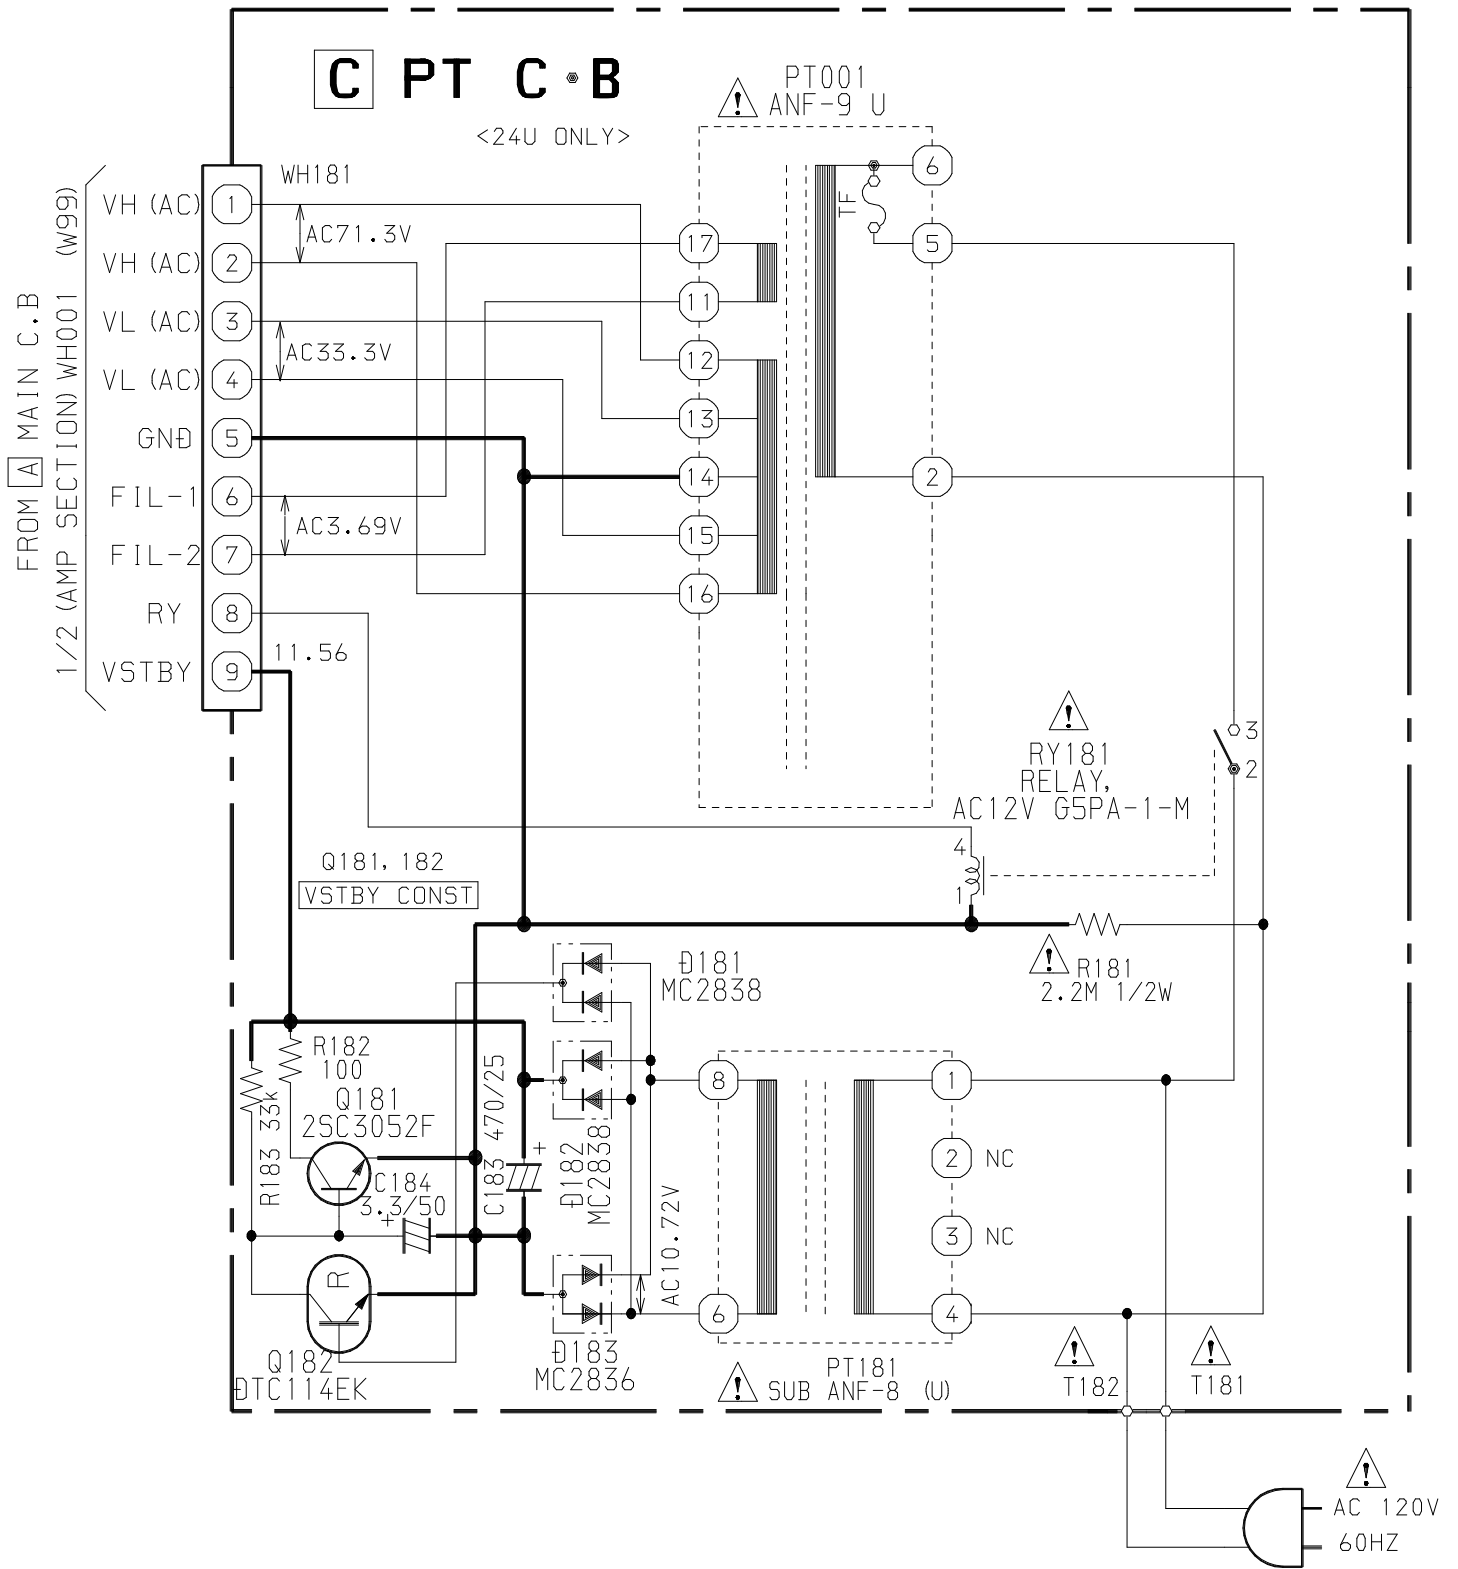 C PT C·B
<24U ONLY>
PT001
ANF-9 U
WH181
FROM A MAIN C.B
1/2 (AMP SECTION) WH001 (W99)
VH (AC) 1
VH (AC) 2
VL (AC) 3
VL (AC) 4
GND 5
FIL-1 6
FIL-2 7
RY 8
VSTBY 9
AC71.3V
AC33.3V
AC3.69V
11.56
17
11
12
13
14
15
16
TF
6
5
2
3
2
RY181
RELAY,
AC12V G5PA-1-M
4
1
Q181, 182
VSTBY CONST
R181
2.2M 1/2W
D181
MC2838
R182
100
R183 33k
Q181
2SC3052F
C184
3.3/50
+
C183 470/25
+
D182
MC2838
AC10.72V
8
6
1
2 NC
3 NC
4
R
Q182
DTC114EK
D183
MC2836
PT181
SUB ANF-8 (U)
T182
T181
AC 120V
60HZ